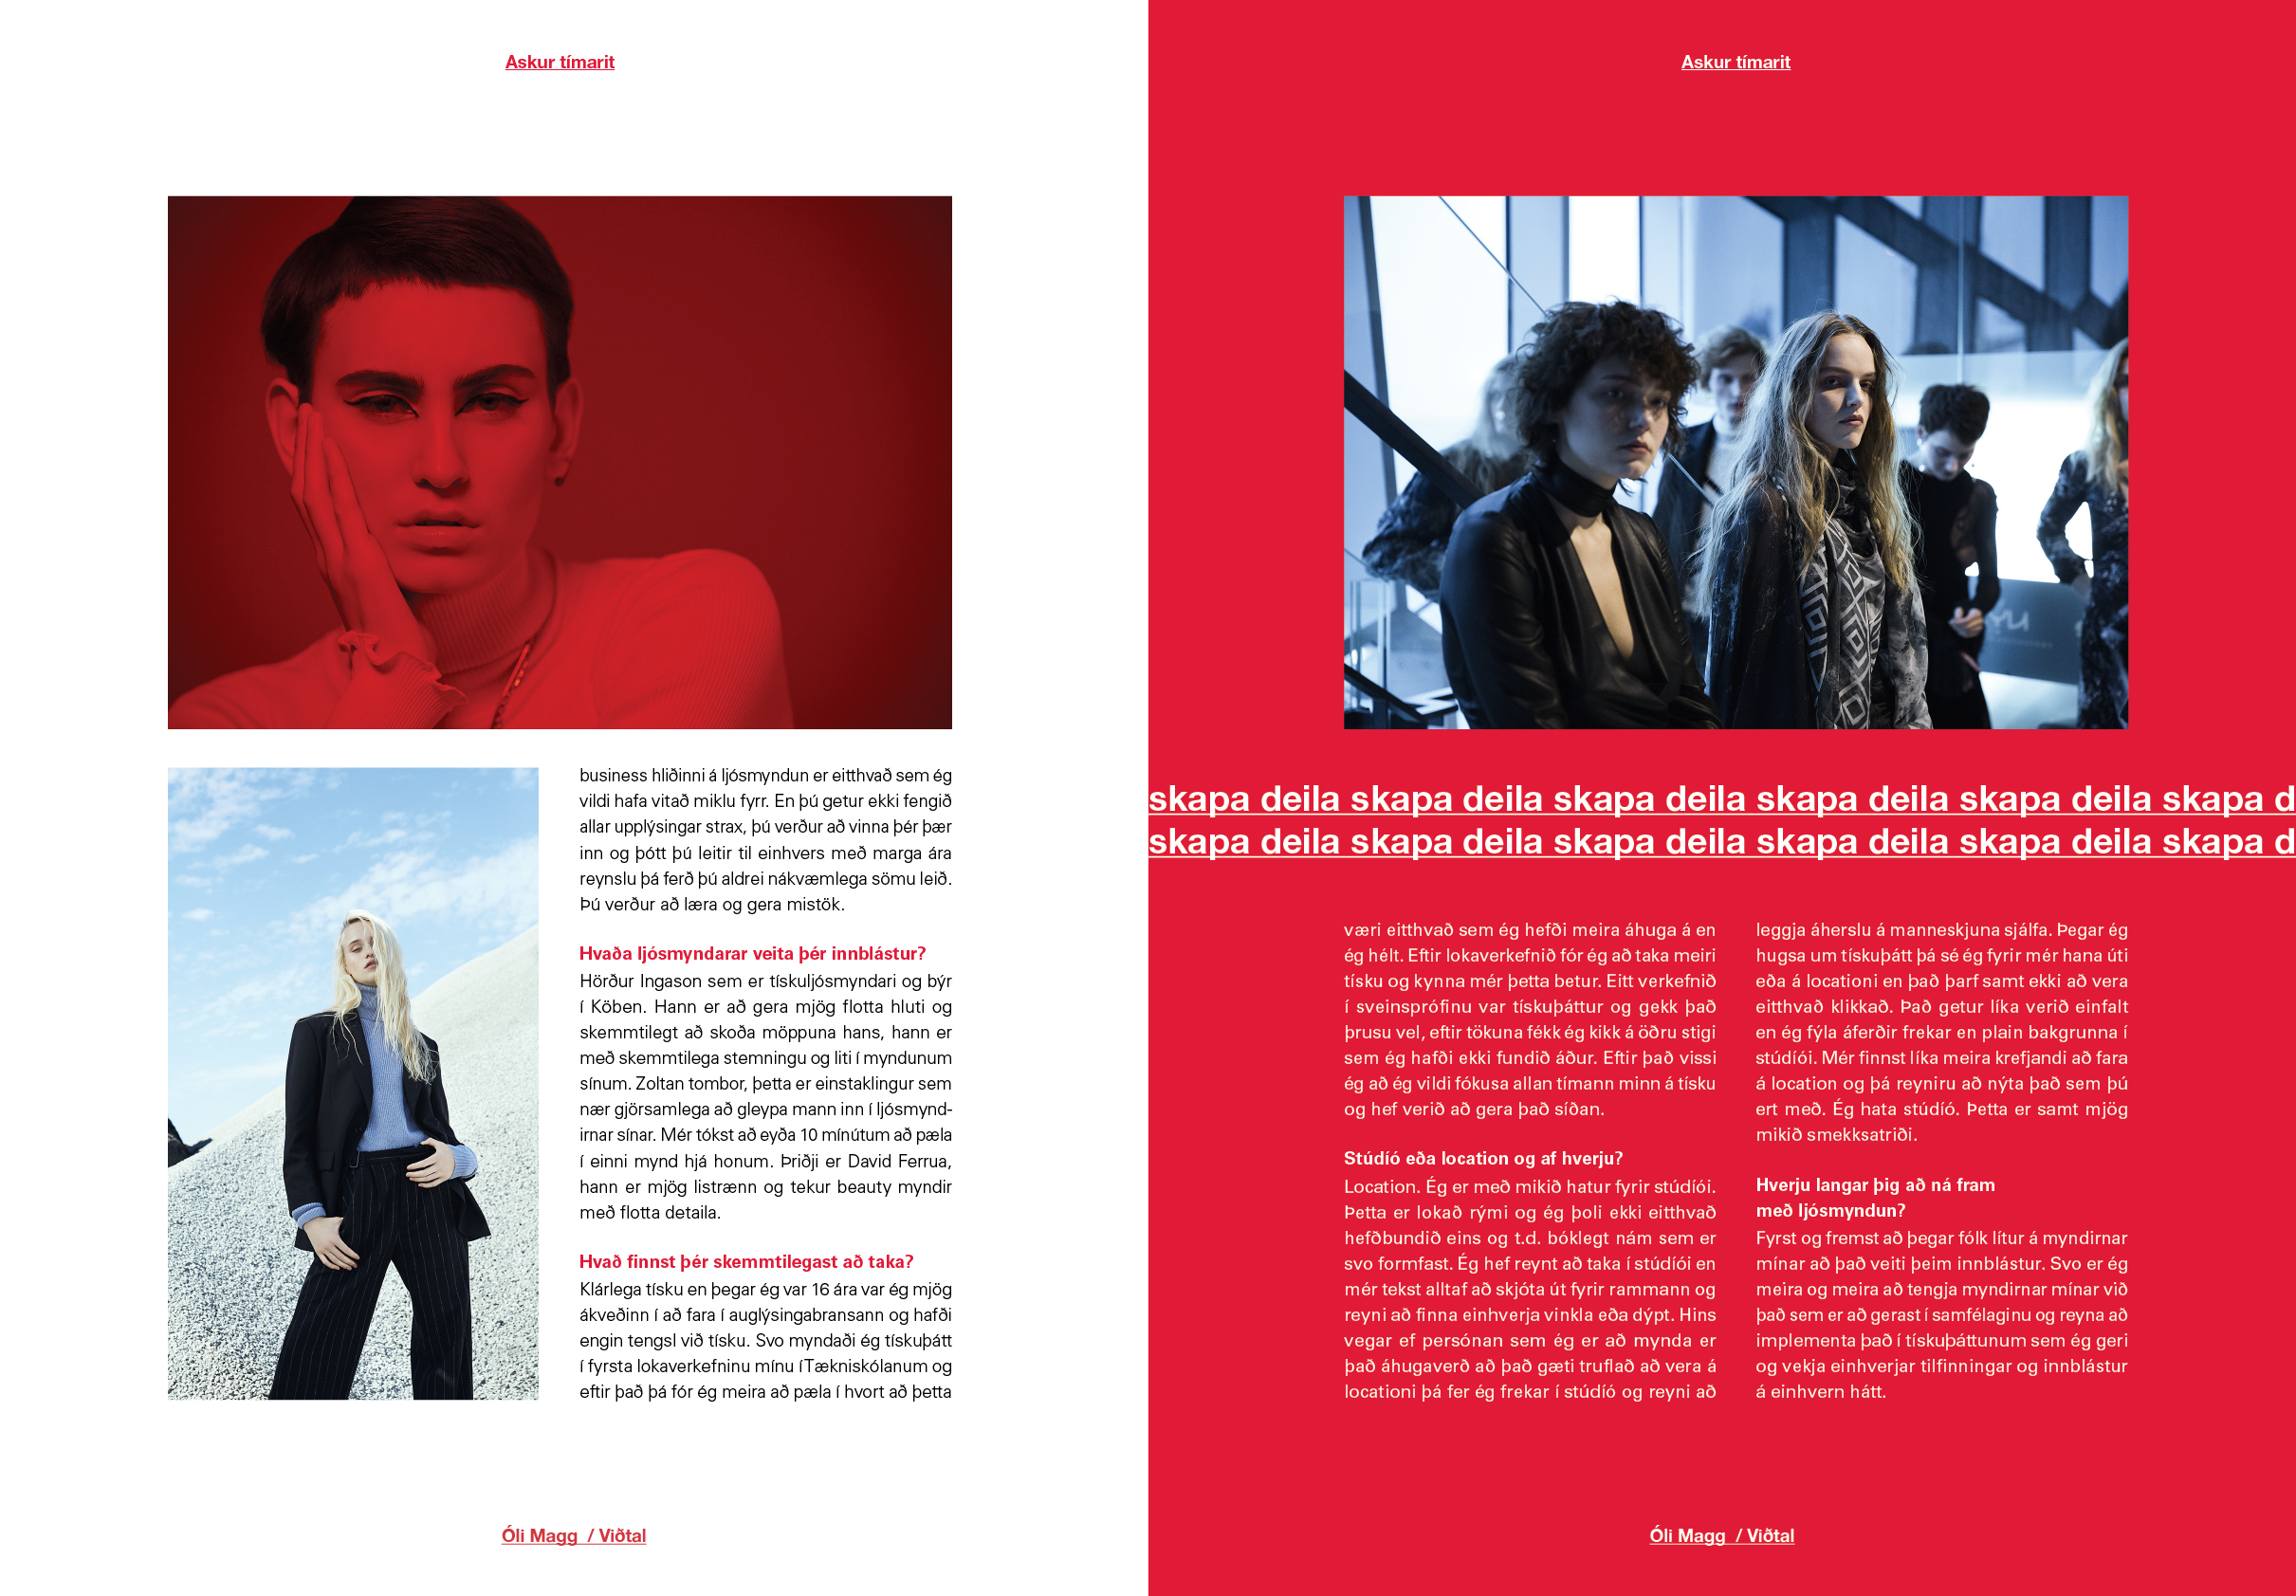 Askur tímarit
business hliðinni á ljósmyndun er eitthvað sem ég
vildi hafa vitað miklu fyrr. En þú getur ekki fengið
allar upplýsingar strax, þú verður að vinna þér þær
inn og þótt þú leitir til einhvers með marga ára
reynslu þá ferð þú aldrei nákvæmlega sömu leið.
Þú verður að læra og gera mistök.
Hvaða ljósmyndarar veita þér innblástur?
Hörður Ingason sem er tískuljósmyndari og býr
í Köben. Hann er að gera mjög flotta hluti og
skemmtilegt að skoða möppuna hans, hann er
með skemmtilega stemningu og liti í myndunum
sínum. Zoltan tombor, þetta er einstaklingur sem
nær gjörsamlega að gleypa mann inn í ljósmynd-
irnar sínar. Mér tókst að eyða 10 mínútum að pæla
í einni mynd hjá honum. Þriðji er David Ferrua,
hann er mjög listrænn og tekur beauty myndir
með flotta detaila.
Hvað finnst þér skemmtilegast að taka?
Klárlega tísku en þegar ég var 16 ára var ég mjög
ákveðinn í að fara í auglýsingabransann og hafði
engin tengsl við tísku. Svo myndaði ég tískuþátt
í fyrsta lokaverkefninu mínu íTækniskólanum og
eftir það þá fór ég meira að pæla í hvort að þetta
Óli Magg / Viðtal
Askur tímarit
skapa deila skapa deila skapa deila skapa deila skapa deila skapa d
skapa deila skapa deila skapa deila skapa deila skapa deila skapa d
væri eitthvað sem ég hefði meira áhuga á en
ég hélt. Eftir lokaverkefnið fór ég að taka meiri
tísku og kynna mér þetta betur. Eitt verkefnið
í sveinsprófinu var tískuþáttur og gekk það
þrusu vel, eftir tökuna fékk ég kikk á öðru stigi
sem ég hafði ekki fundið áður. Eftir það vissi
ég að ég vildi fókusa allan tímann minn á tísku
og hef verið að gera það síðan.
Stúdíó eða location og af hverju?
Location. Ég er með mikið hatur fyrir stúdíói.
Þetta er lokað rými og ég þoli ekki eitthvað
hefðbundið eins og t.d. bóklegt nám sem er
svo formfast. Ég hef reynt að taka í stúdíói en
mér tekst alltaf að skjóta út fyrir rammann og
reyni að finna einhverja vinkla eða dýpt. Hins
vegar ef persónan sem ég er að mynda er
það áhugaverð að það gæti truflað að vera á
locationi þá fer ég frekar í stúdíó og reyni að
leggja áherslu á manneskjuna sjálfa. Þegar ég
hugsa um tískuþátt þá sé ég fyrir mér hana úti
eða á locationi en það þarf samt ekki að vera
eitthvað klikkað. Það getur líka verið einfalt
en ég fýla áferðir frekar en plain bakgrunna í
stúdíói. Mér finnst líka meira krefjandi að fara
á location og þá reyniru að nýta það sem þú
ert með. Ég hata stúdíó. Þetta er samt mjög
mikið smekksatriði.
Hverju langar þig að ná fram
með ljósmyndun?
Fyrst og fremst að þegar fólk lítur á myndirnar
mínar að það veiti þeim innblástur. Svo er ég
meira og meira að tengja myndirnar mínar við
það sem er að gerast í samfélaginu og reyna að
implementa það í tískuþáttunum sem ég geri
og vekja einhverjar tilfinningar og innblástur
á einhvern hátt.
Óli Magg / Viðtal